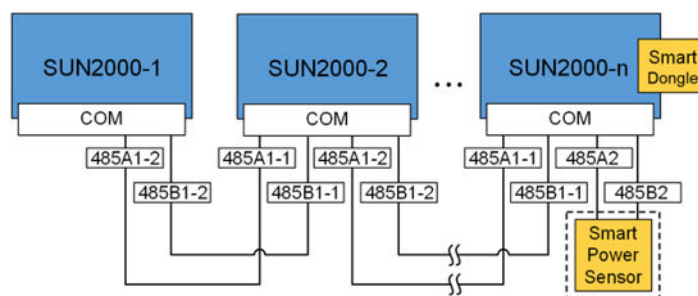 SUN2000-1
SUN2000-2
...
SUN2000-n
Smart
Dongle
COM
COM
COM
485A1-2
485A1-1
485A1-2
485A1-1
485A2
485B1-2
485B1-1
485B1-2
485B1-1
485B2
Smart
Power
Sensor